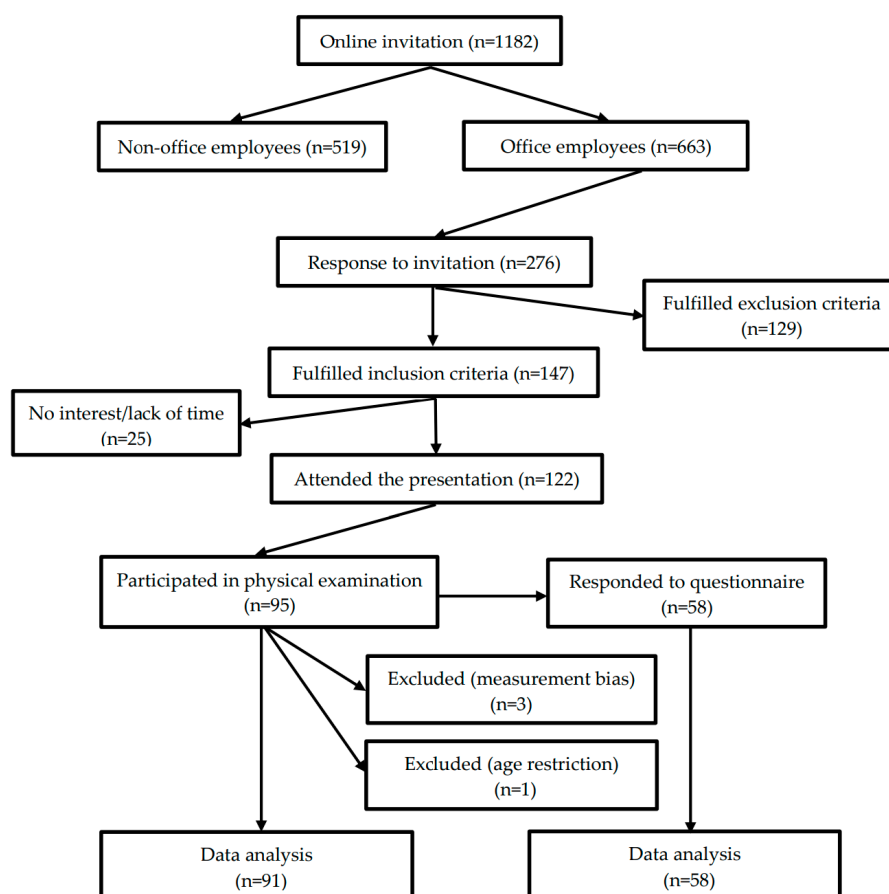 Online invitation (n=1182)
Non-office employees (n=519)
Office employees (n=663)
Response to invitation (n=276)
Fulfilled exclusion criteria
(n=129)
Fulfilled inclusion criteria (n=147)
No interest/lack of time
(n=25)
Attended the presentation (n=122)
Participated in physical examination
(n=95)
Responded to questionnaire
(n=58)
Excluded (measurement bias)
(n=3)
Excluded (age restriction)
(n=1)
Data analysis
(n=91)
Data analysis
(n=58)